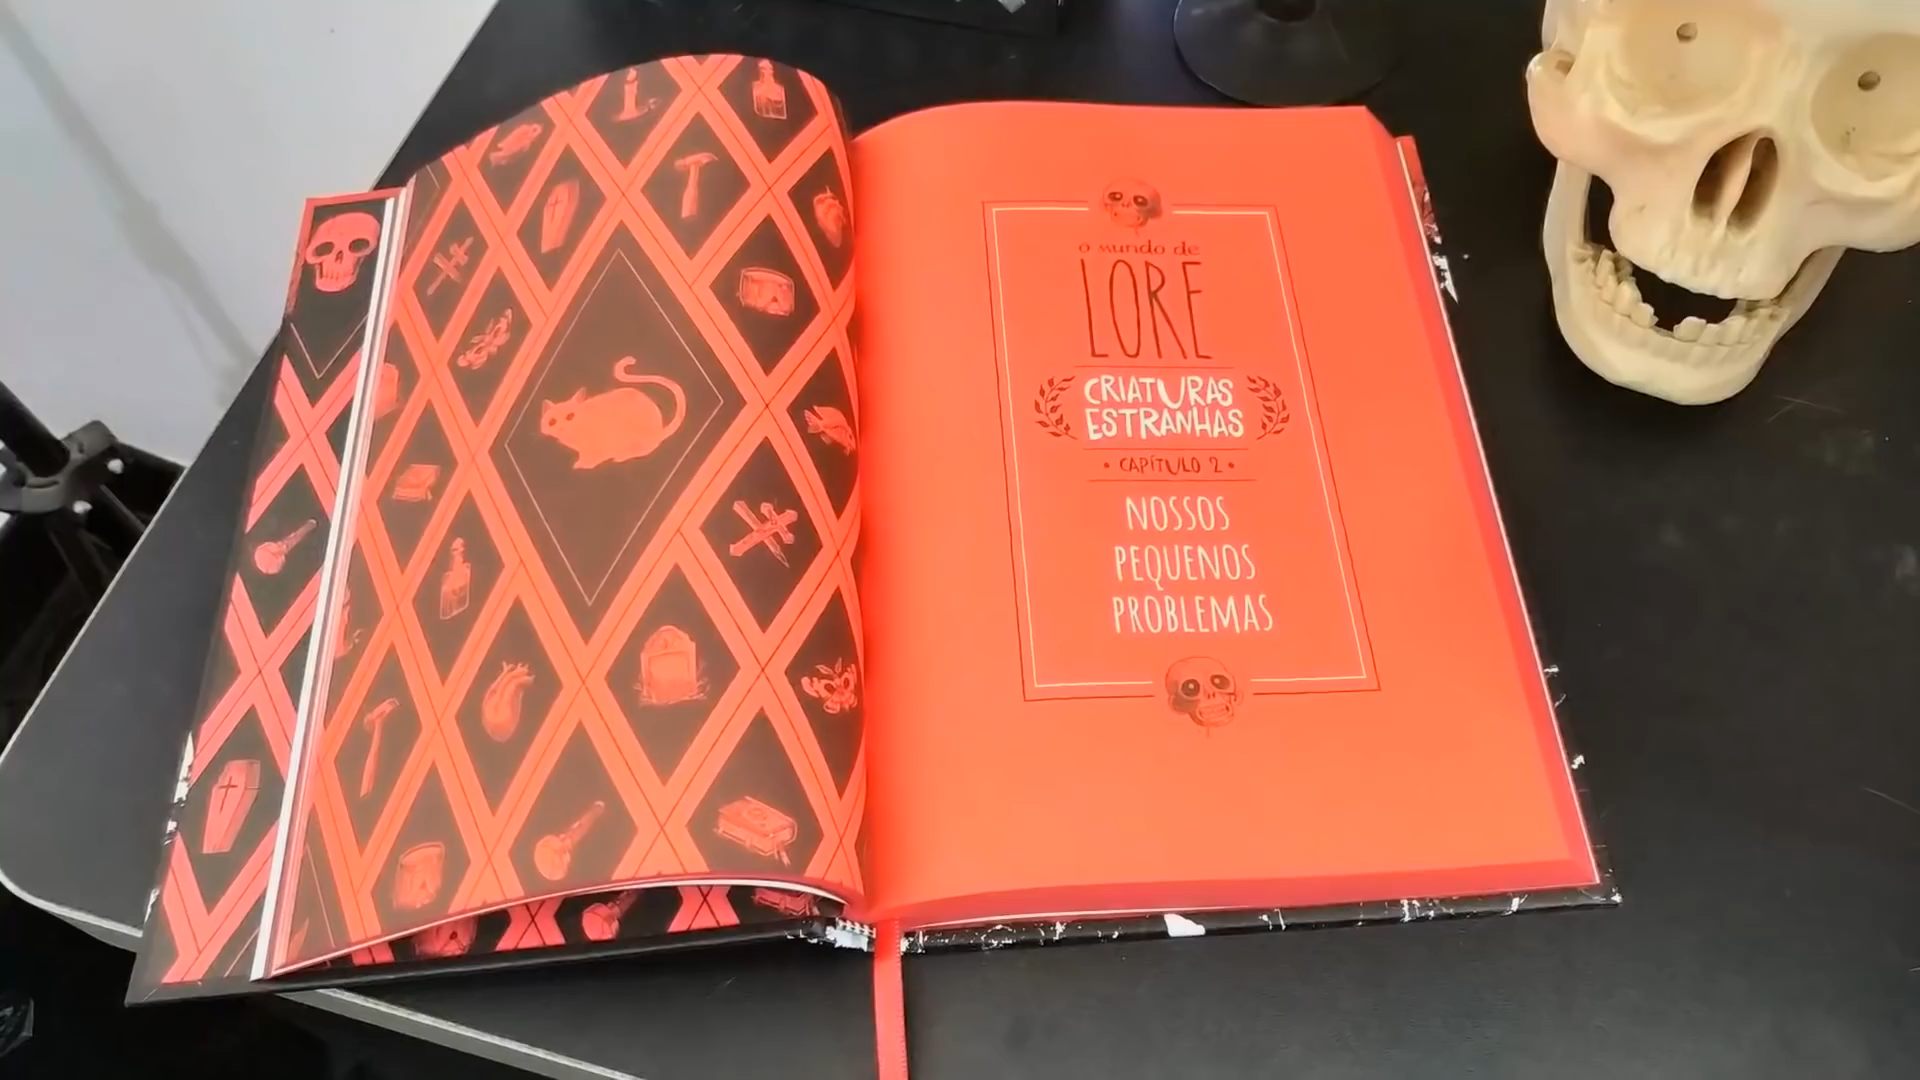 o mundo de
LORE
CRIATURAS
ESTRANHAS
• CAPÍTULO 2 •
NOSSOS
PEQUENOS
PROBLEMAS